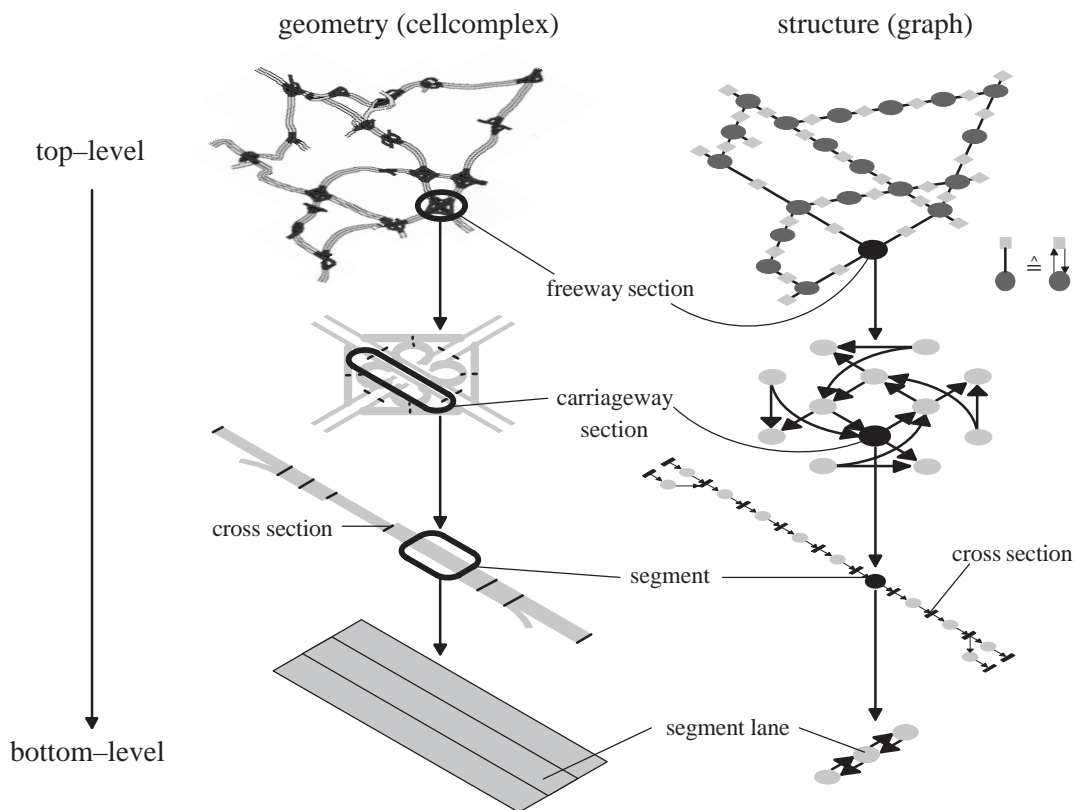 geometry (cellcomplex)
structure (graph)
top–level
freeway section
≙
carriageway
section
cross section
cross section
segment
segment lane
bottom–level